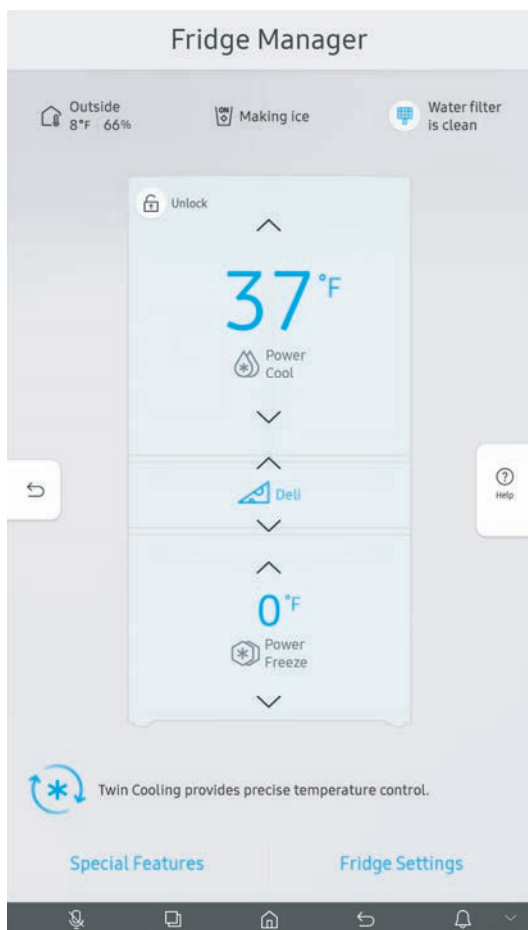 Fridge Manager
Outside
8°F 66%
ON
Making ice
Water filter
is clean
Unlock
37°F
Power
Cool
Deli
?
Help
0°F
Power
Freeze
Twin Cooling provides precise temperature control.
Special Features
Fridge Settings